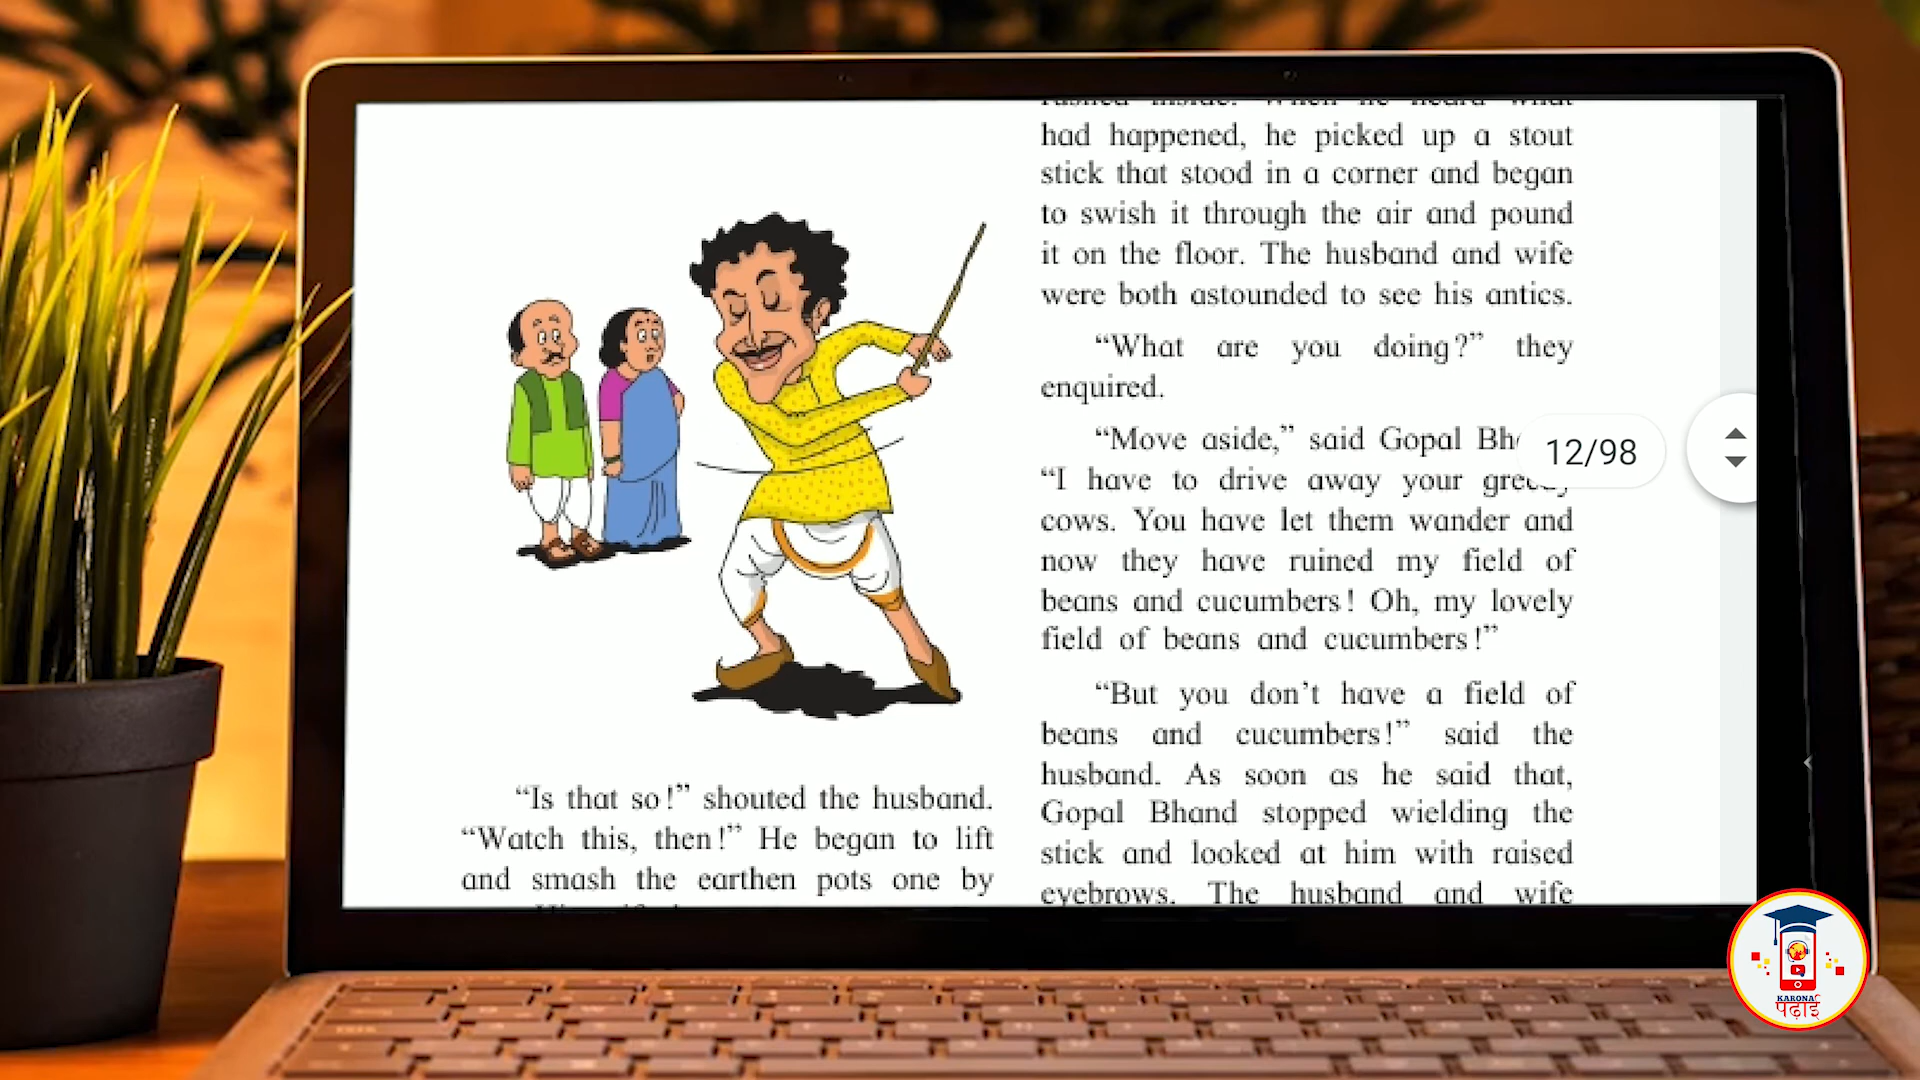 “Is that so!” shouted the husband.
“Watch this, then!” He began to lift
and smash the earthen pots one by
had happened, he picked up a stout
stick that stood in a corner and began
to swish it through the air and pound
it on the floor. The husband and wife
were both astounded to see his antics.
“What are you doing?” they
enquired.
“Move aside,” said Gopal
“I have to drive away your
cows. You have let them wander and
now they have ruined my field of
beans and cucumbers! Oh, my lovely
field of beans and cucumbers!”
“But you don’t have a field of
beans and cucumbers!” said the
husband. As soon as he said that,
Gopal Bhand stopped wielding the
stick and looked at him with raised
eyebrows. The husband and wife
12/98
KARONA
पढ़ाई